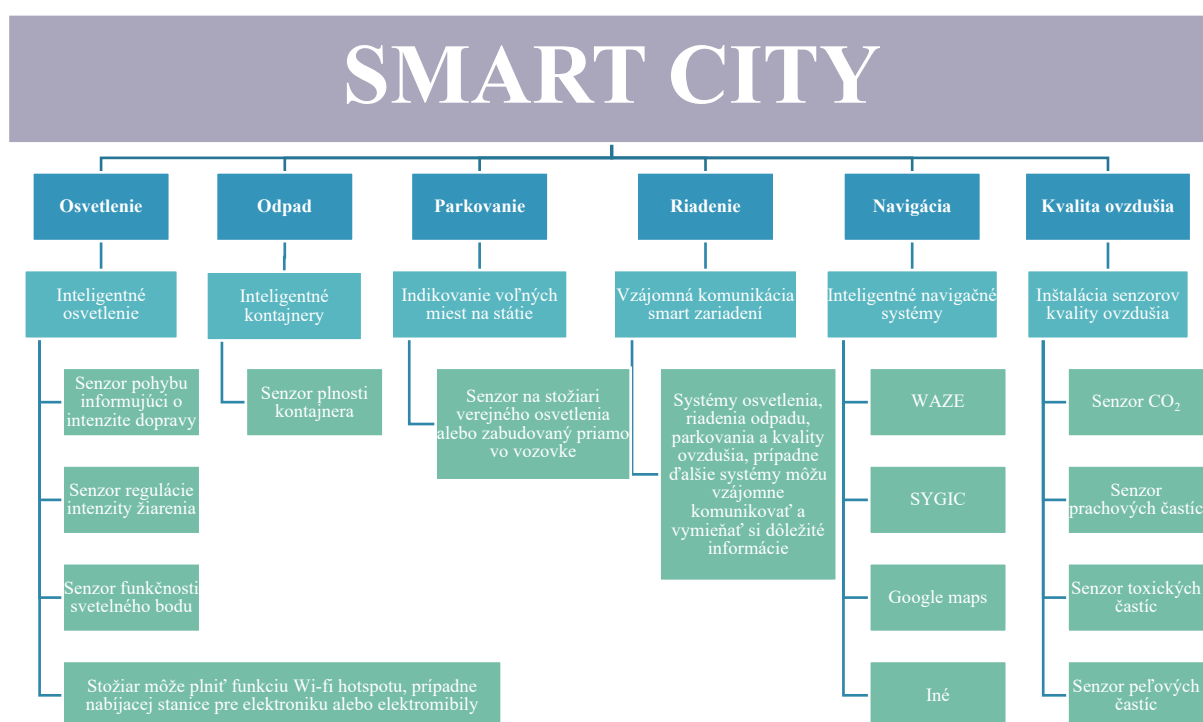 SMART CITY
Osvetlenie
Odpad
Parkovanie
Riadenie
Navigácia
Kvalita ovzdušia
Inteligentné
osvetlenie
Inteligentné
kontajnery
Indikovanie voľných
miest na státie
Vzájomná komunikácia
smart zariadení
Inteligentné navigačné
systémy
Inštalácia senzorov
kvality ovzdušia
Senzor pohybu
informujúci o
intenzite dopravy
Senzor regulácie
intenzity žiarenia
Senzor funkčnosti
svetelného bodu
Stožiar môže plniť funkciu Wi-fi hotspotu, prípadne
nabíjacej stanice pre elektroniku alebo elektromibily
Senzor plnosti
kontajnera
Senzor na stožiari
verejného osvetlenia
alebo zabudovaný priamo
vo vozovke
Systémy osvetlenia,
riadenia odpadu,
parkovania a kvality
ovzdušia, prípadne
ďalšie systémy môžu
vzájomne
komunikovať a
vymieňať si dôležité
informácie
WAZE
SYGIC
Google maps
Iné
Senzor CO₂
Senzor
prachových častíc
Senzor toxických
častíc
Senzor peľových
častíc